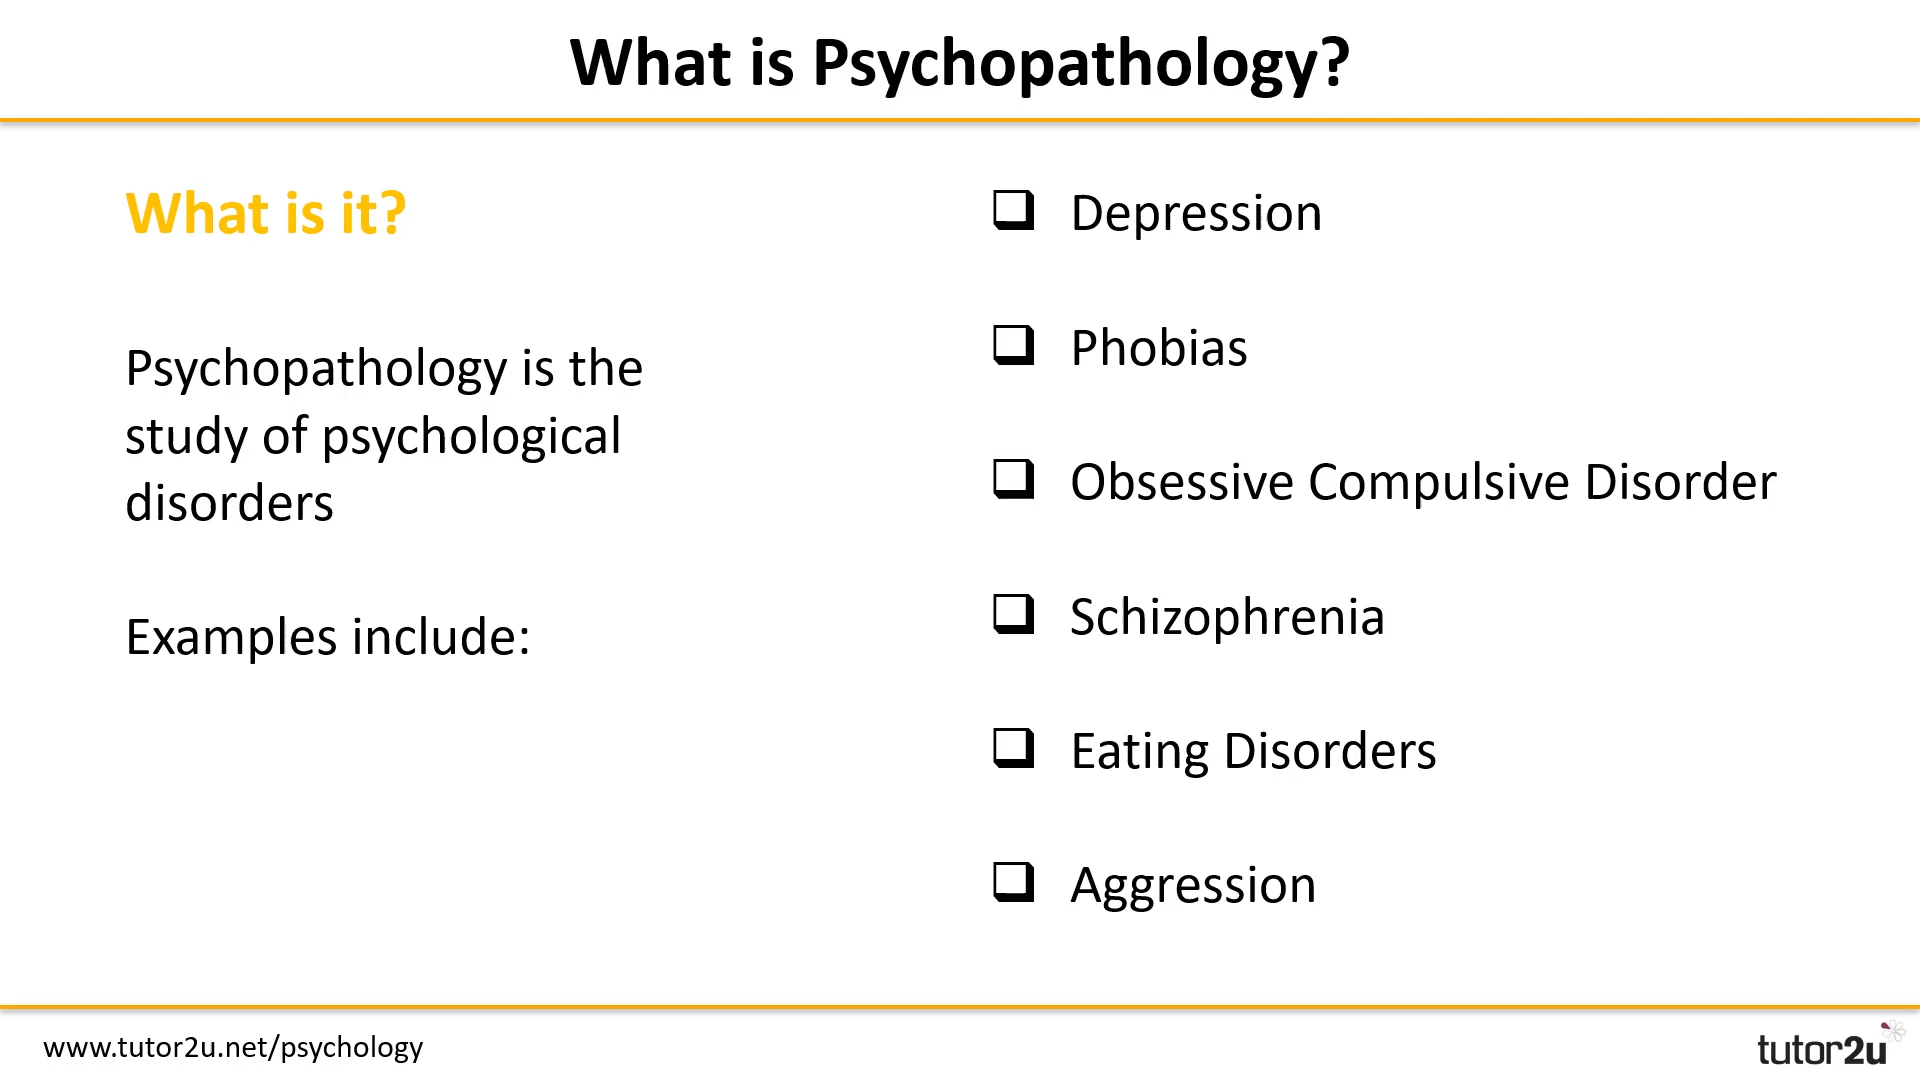 What is Psychopathology?
What is it?
Psychopathology is the
study of psychological
disorders
Examples include:
Depression
Phobias
Obsessive Compulsive Disorder
Schizophrenia
Eating Disorders
Aggression
www.tutor2u.net/psychology
tutor2u